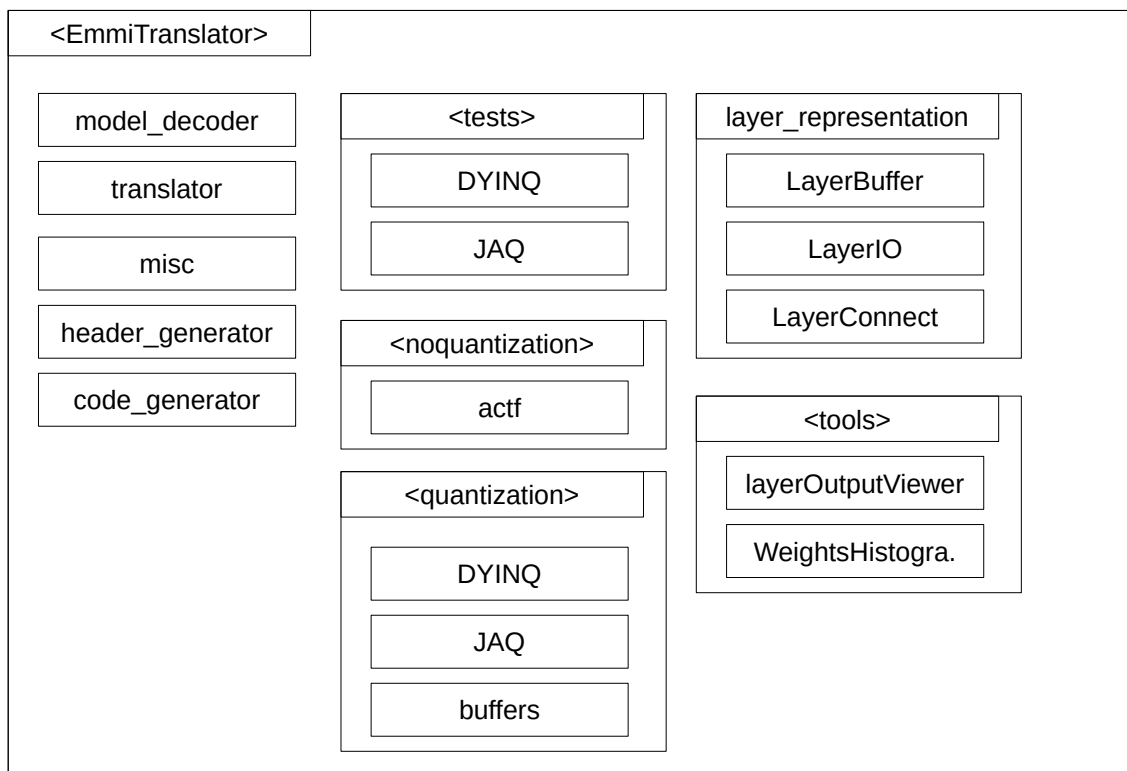 <EmmiTranslator>
model_decoder
translator
misc
header_generator
code_generator
<tests>
DYINQ
JAQ
<noquantization>
actf
<quantization>
DYINQ
JAQ
buffers
layer_representation
LayerBuffer
LayerIO
LayerConnect
<tools>
layerOutputViewer
WeightsHistogra.